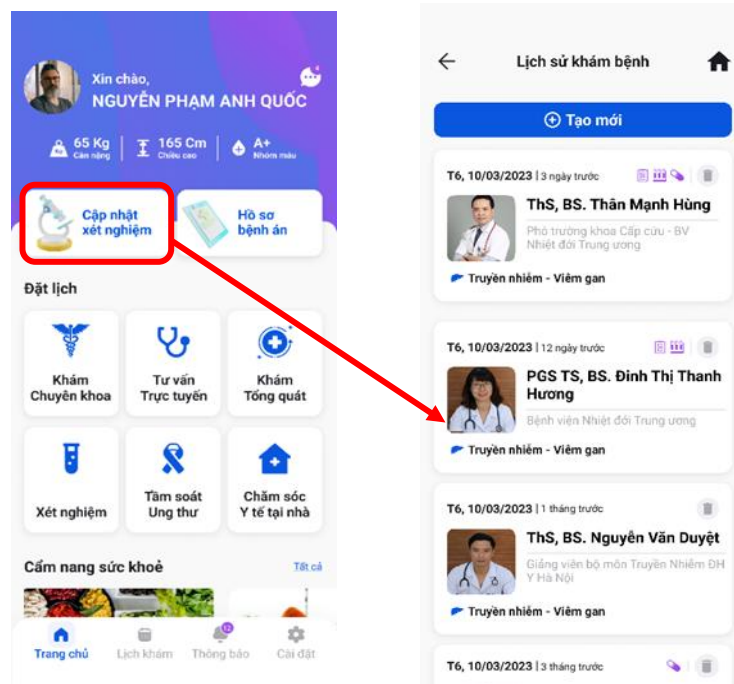 Xin chào,
NGUYỄN PHẠM ANH QUỐC
65 Kg
Cân nặng
165 Cm
Chiều cao
A+
Nhóm máu
Cập nhật
xét nghiệm
Hồ sơ
bệnh án
Đặt lịch
Khám
Chuyên khoa
Tư vấn
Trực tuyến
Khám
Tổng quát
Xét nghiệm
Tầm soát
Ung thư
Chăm sóc
Y tế tại nhà
Cẩm nang sức khoẻ
Tất cả
12
Trang chủ
Lịch khám
Thông báo
Cài đặt
Lịch sử khám bệnh
Tạo mới
T6, 10/03/2023 | 3 ngày trước
ThS, BS. Thân Mạnh Hùng
Phó trưởng khoa Cấp cứu - BV
Nhiệt đới Trung ương
Truyền nhiễm - Viêm gan
T6, 10/03/2023 | 12 ngày trước
PGS TS, BS. Đinh Thị Thanh
Hương
Bệnh viện Nhiệt đới Trung ương
Truyền nhiễm - Viêm gan
T6, 10/03/2023 | 1 tháng trước
ThS, BS. Nguyễn Văn Duyệt
Giảng viên bộ môn Truyền Nhiễm ĐH
Y Hà Nội
Truyền nhiễm - Viêm gan
T6, 10/03/2023 | 3 tháng trước